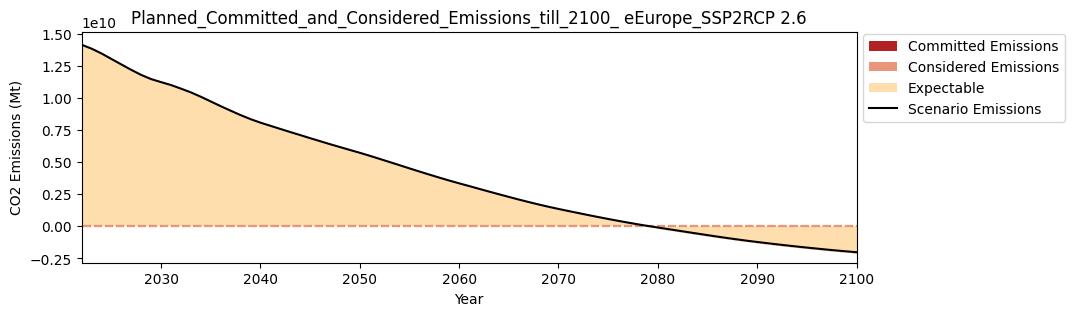 Planned_Committed_and_Considered_Emissions_till_2100_ eEurope_SSP2RCP 2.6
1e10
1.50
1.25
1.00
0.75
0.50
0.25
0.00
−0.25
CO2 Emissions (Mt)
2030 2040 2050 2060 2070 2080 2090 2100
Year
Committed Emissions
Considered Emissions
Expectable
Scenario Emissions